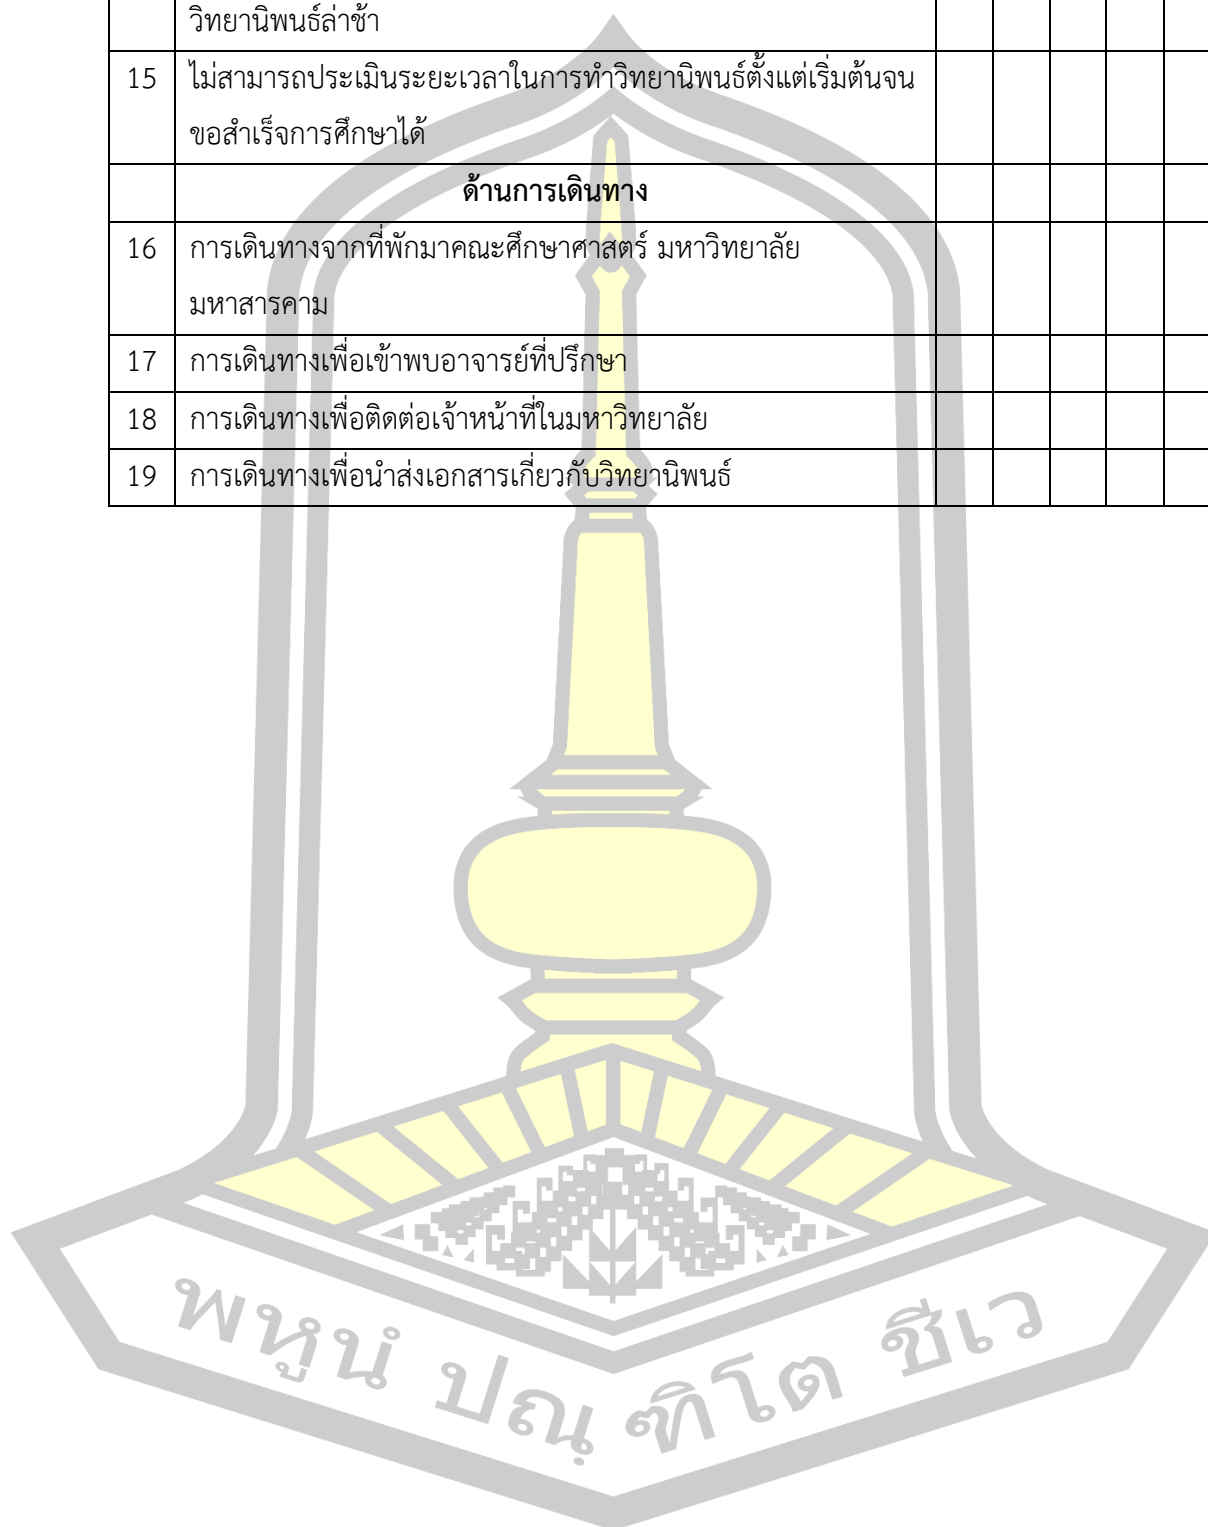 วิทยานิพนธ์ล่าช้า
15 ไม่สามารถประเมินระยะเวลาในการทำวิทยานิพนธ์ตั้งแต่เริ่มต้นจน
ขอสำเร็จการศึกษาได้
ด้านการเดินทาง
16 การเดินทางจากที่พักมาคณะศึกษาศาสตร์ มหาวิทยาลัย
มหาสารคาม
17 การเดินทางเพื่อเข้าพบอาจารย์ที่ปรึกษา
18 การเดินทางเพื่อติดต่อเจ้าหน้าที่ในมหาวิทยาลัย
19 การเดินทางเพื่อนำส่งเอกสารเกี่ยวกับวิทยานิพนธ์
พหูนํ ปณฺ ฑิโต ชีเว